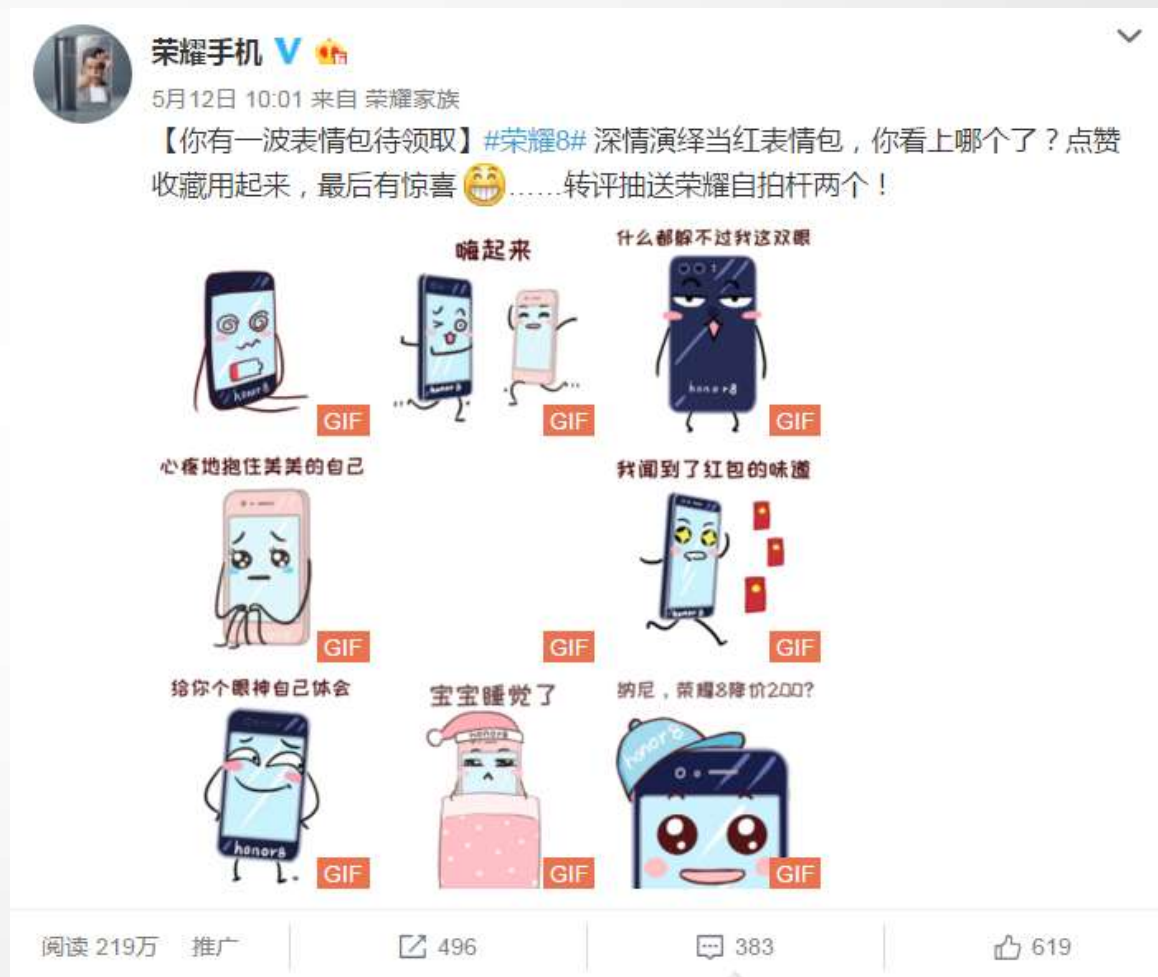 荣耀手机
5月12日 10:01 来自 荣耀家族
【你有一波表情包待领取】#荣耀8# 深情演绎当红表情包，你看上哪个了？点赞
收藏用起来，最后有惊喜……转评抽送荣耀自拍杆两个！
honor8
GIF
嗨起来
honor8
GIF
什么都躲不过我这双眼
honor8
GIF
心疼地抱住美美的自己
GIF
GIF
我闻到了红包的味道
honor8
GIF
给你个眼神自己体会
honor8
GIF
宝宝睡觉了
honor8
GIF
纳尼，荣耀8降价200?
honor8
GIF
阅读 219万 推广 496 383 619